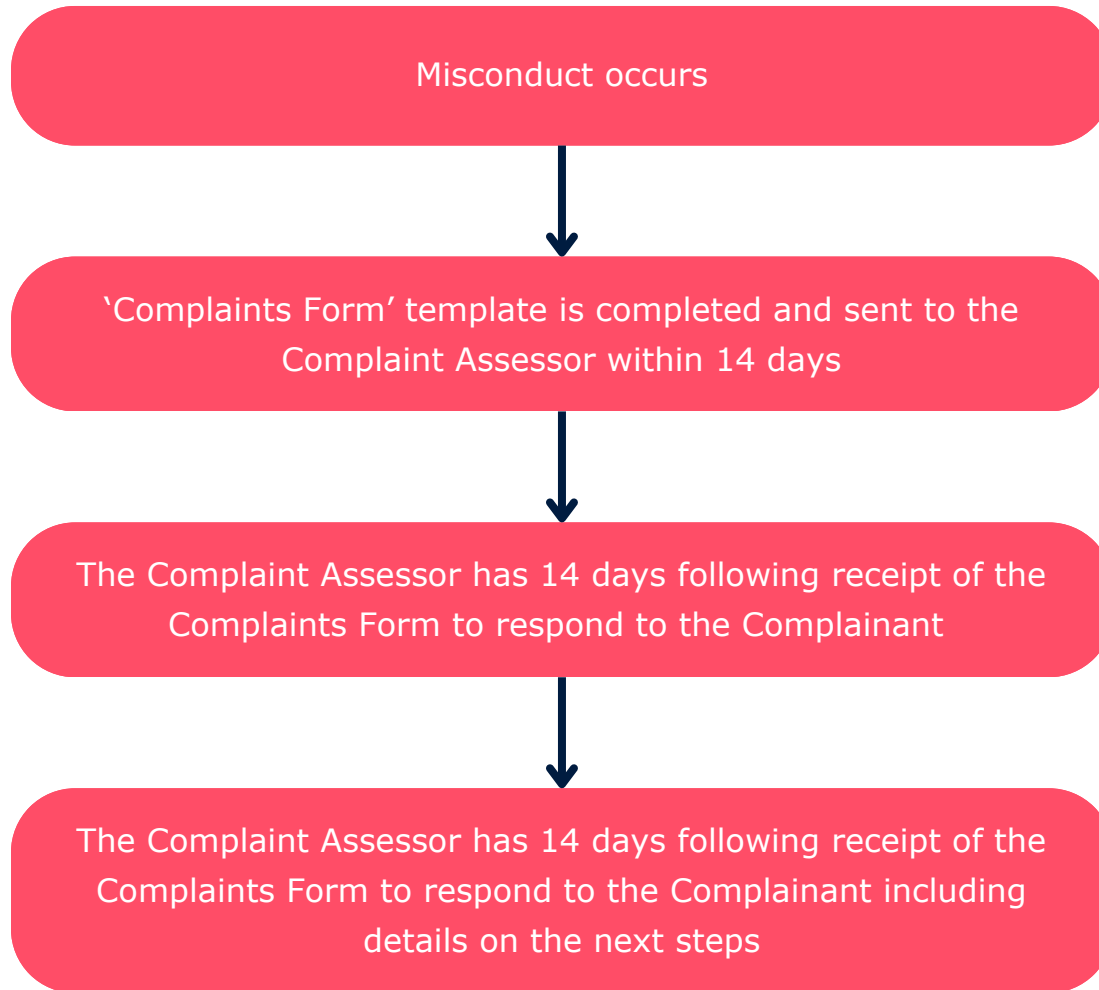 Misconduct occurs
‘Complaints Form’ template is completed and sent to the
Complaint Assessor within 14 days
The Complaint Assessor has 14 days following receipt of the
Complaints Form to respond to the Complainant
The Complaint Assessor has 14 days following receipt of the
Complaints Form to respond to the Complainant including
details on the next steps